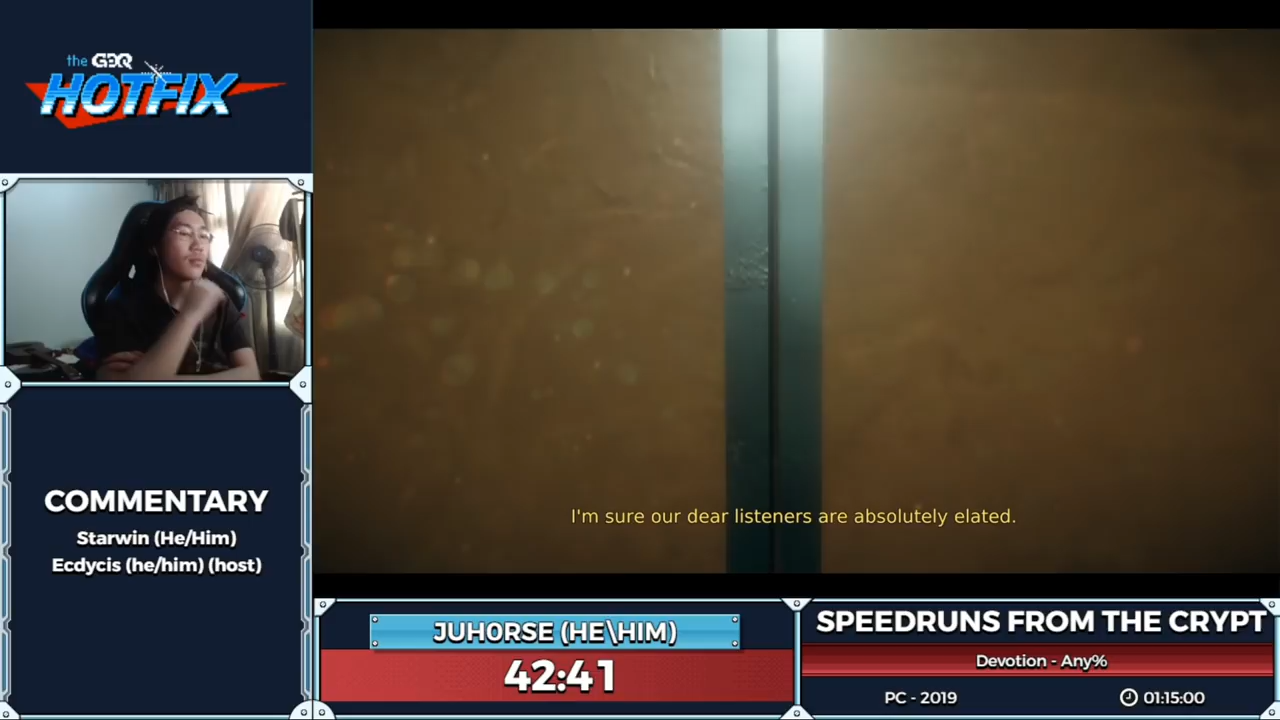 the GDQ
HOTFIX
COMMENTARY
Starwin (He/Him)
Ecdycis (he/him) (host)
I'm sure our dear listeners are absolutely elated.
JUH0RSE (HE\HIM)
42:41
SPEEDRUNS FROM THE CRYPT
Devotion - Any%
PC - 2019
01:15:00